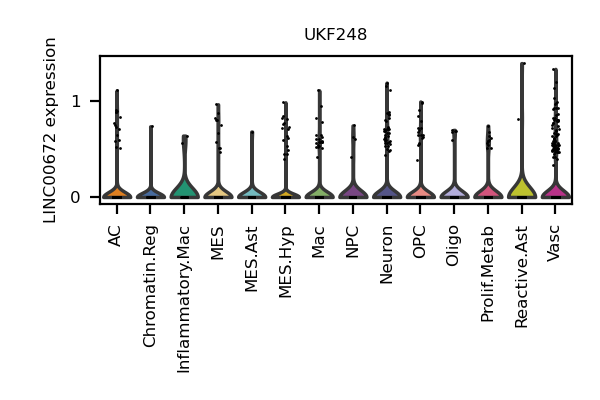 UKF248
LINC00672 expression
1
0
AC
Chromatin.Reg
Inflammatory.Mac
MES
MES.Ast
MES.Hyp
Mac
NPC
Neuron
OPC
Oligo
Prolif.Metab
Reactive.Ast
Vasc